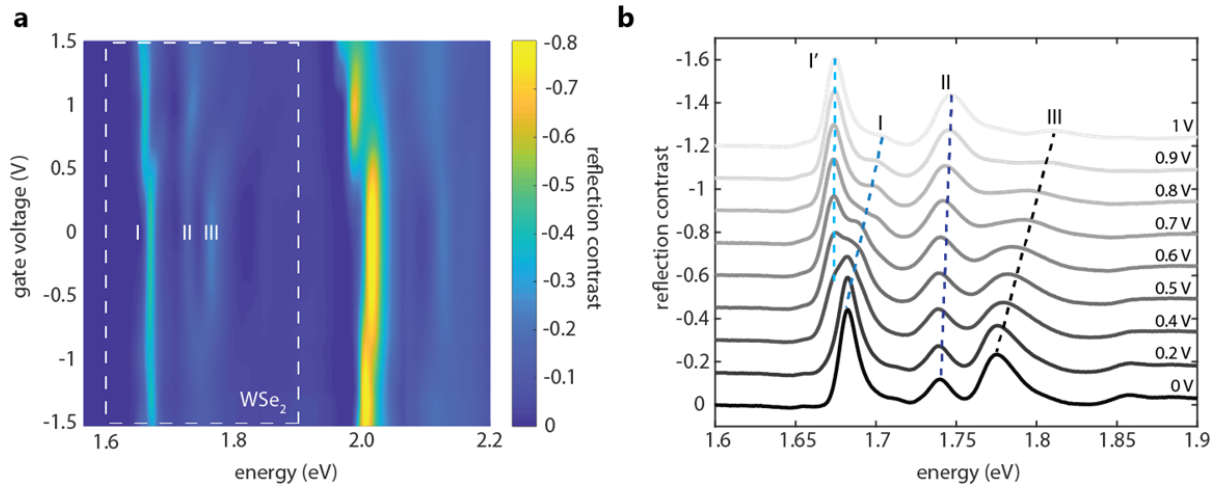 a
1.5
1
0.5
0
-0.5
-1
-1.5
gate voltage (V)
I
II
III
WSe₂
1.6
1.8
2.0
2.2
energy (eV)
-0.8
-0.7
-0.6
-0.5
-0.4
-0.3
-0.2
-0.1
0
reflection contrast
b
-1.6
-1.4
-1.2
-1
-0.8
-0.6
-0.4
-0.2
0
reflection contrast
I'
I
II
III
1 V
0.9 V
0.8 V
0.7 V
0.6 V
0.5 V
0.4 V
0.2 V
0 V
1.6
1.65
1.7
1.75
1.8
1.85
1.9
energy (eV)